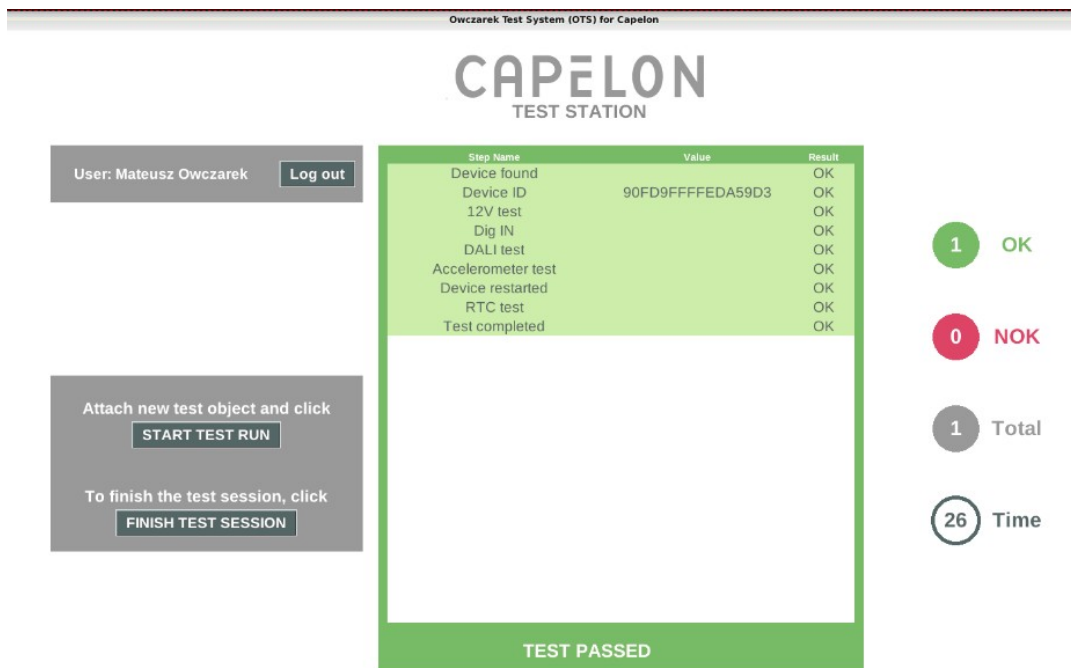 Owczarek Test System (OTS) for Capelon
CAPELON
TEST STATION
User: Mateusz Owczarek
Log out
Attach new test object and click
START TEST RUN
To finish the test session, click
FINISH TEST SESSION
Step Name Value Result
Device found OK
Device ID 90FD9FFFFEDA59D3 OK
12V test OK
Dig IN OK
DALI test OK
Accelerometer test OK
Device restarted OK
RTC test OK
Test completed OK
TEST PASSED
1 OK
0 NOK
1 Total
26 Time